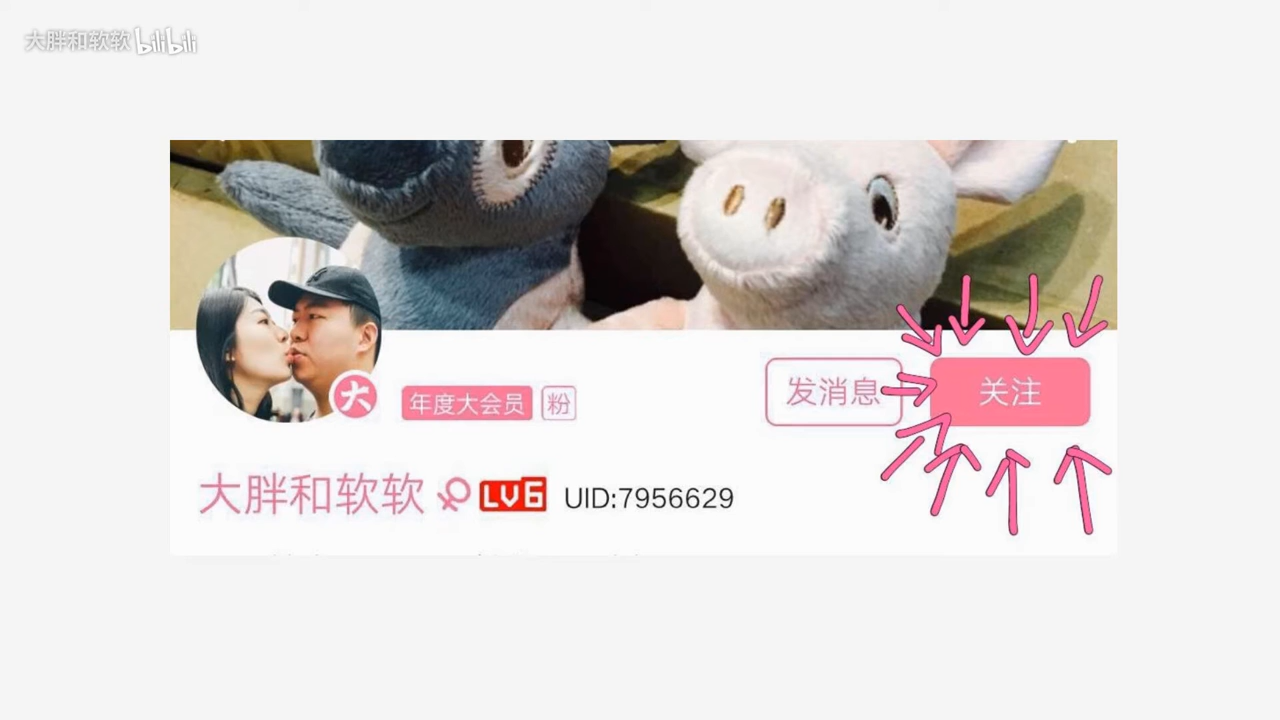 大胖和软软 bilibili
大
年度大会员 粉
发消息
关注
大胖和软软 LV6 UID:7956629